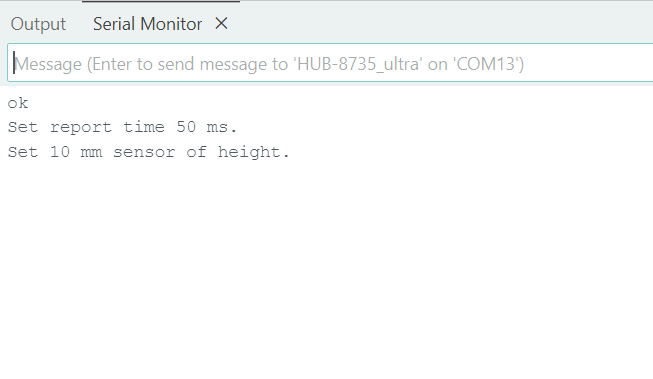 Output
Serial Monitor
Message (Enter to send message to 'HUB-8735_ultra' on 'COM13')
ok
Set report time 50 ms.
Set 10 mm sensor of height.